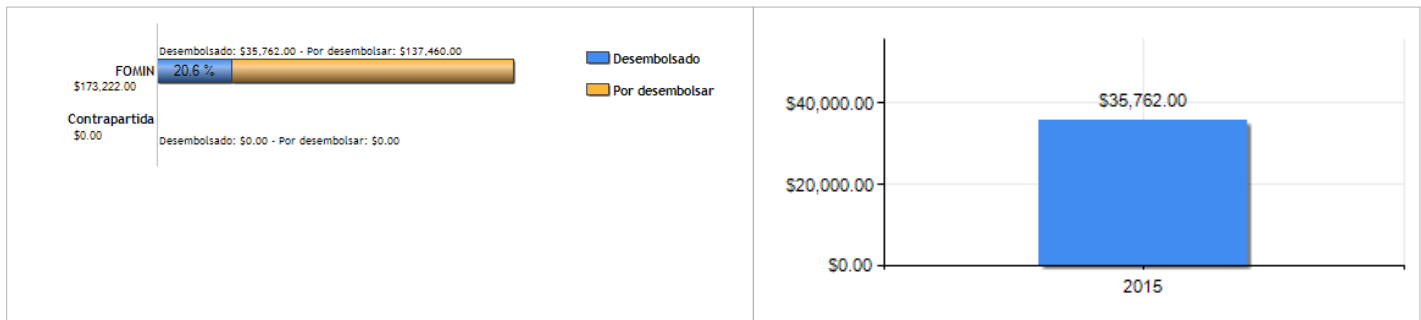 Desembolsado: $35,762.00 - Por desembolsar: $137,460.00
FOMIN
20.6 %
$173,222.00
Contrapartida
$0.00
Desembolsado: $0.00 - Por desembolsar: $0.00
Desembolsado
Por desembolsar
$40,000.00
$35,762.00
$20,000.00
$0.00
2015